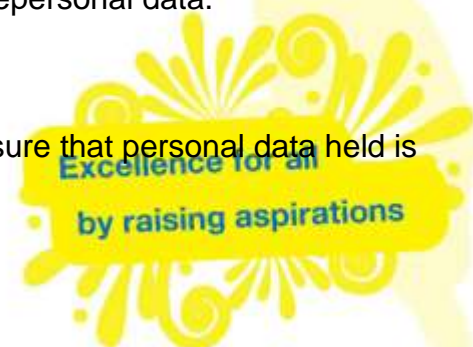 epersonal data.
sure that personal data held is
Excellence for all
by raising aspirations